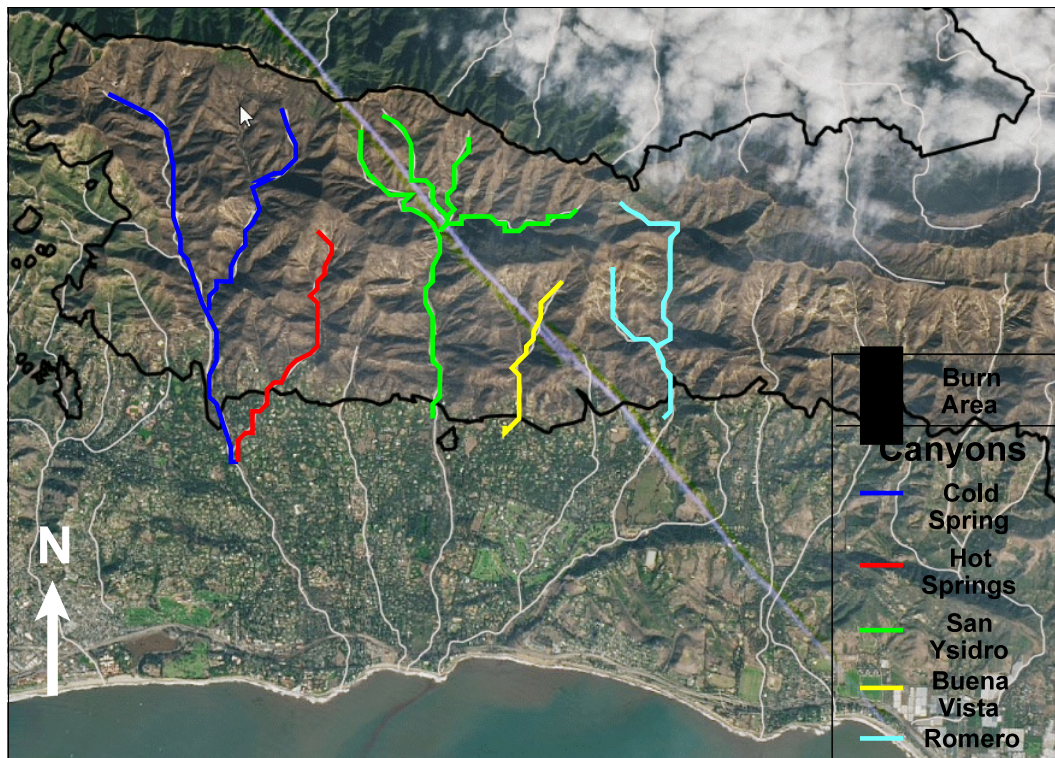 N
Burn
Area
Canyons
Cold
Spring
Hot
Springs
San
Ysidro
Buena
Vista
Romero